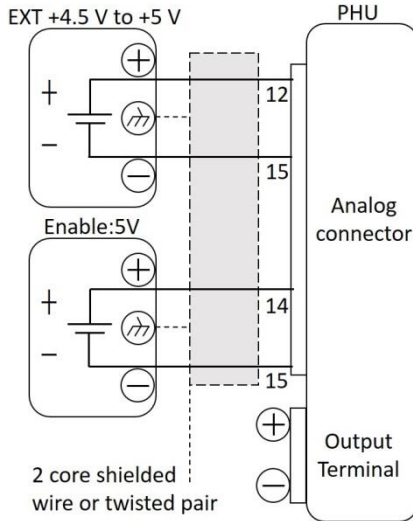 EXT +4.5 V to +5 V
PHU
+
+
−
−
12
15
Analog
connector
Enable:5V
+
+
−
−
14
15
+
−
Output
Terminal
2 core shielded
wire or twisted pair